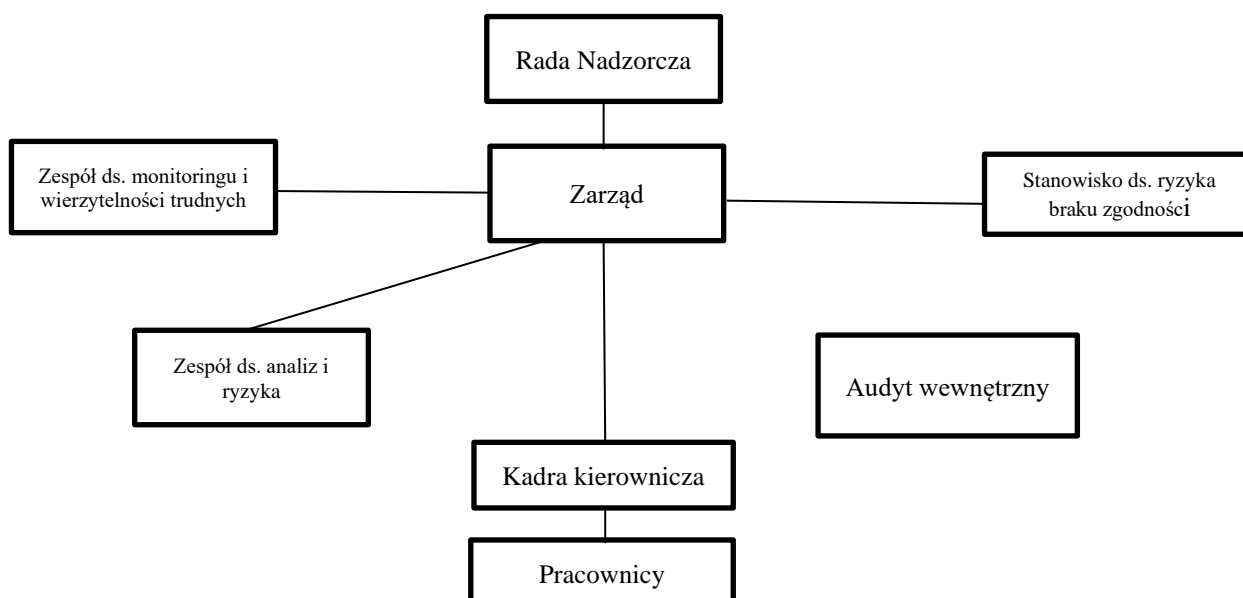 Rada Nadzorcza
Zespół ds. monitoringu i
wierzytelności trudnych
Zarząd
Stanowisko ds. ryzyka
braku zgodności
Zespół ds. analiz i
ryzyka
Audyt wewnętrzny
Kadra kierownicza
Pracownicy